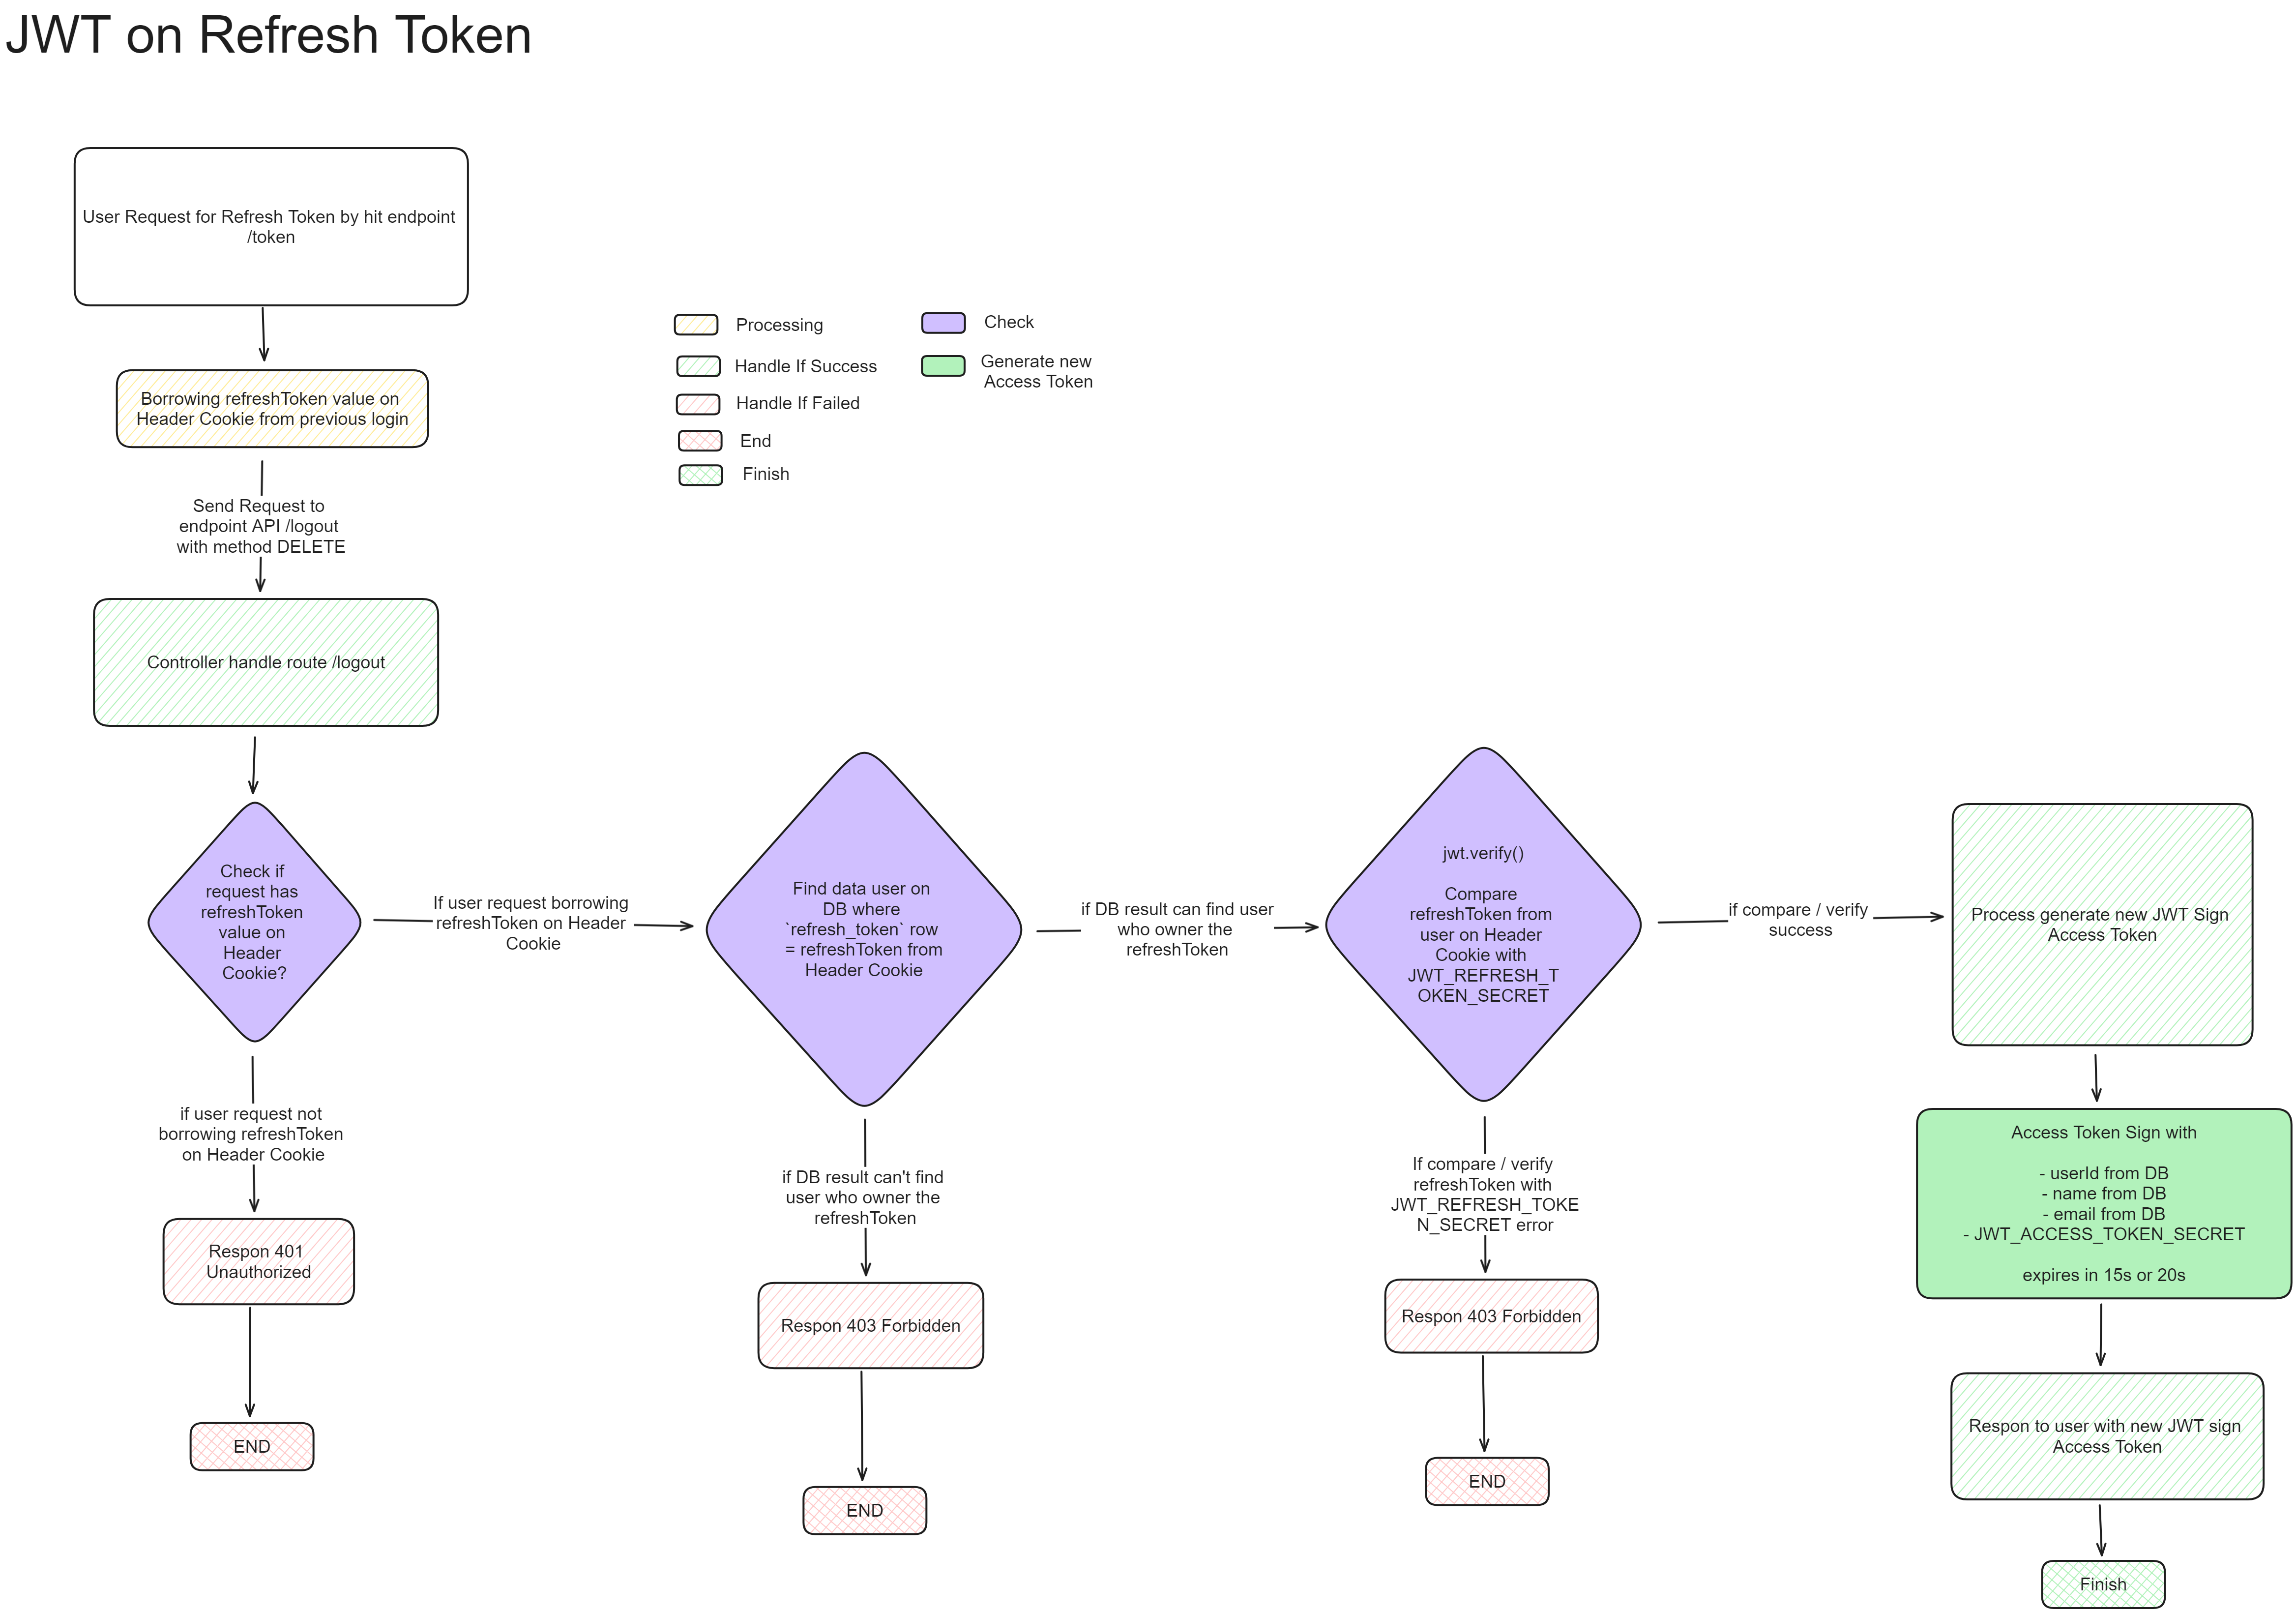 JWT on Refresh Token
User Request for Refresh Token by hit endpoint
/token
Borrowing refreshToken value on
Header Cookie from previous login
Send Request to
endpoint API /logout
with method DELETE
Controller handle route /logout
Processing
Handle If Success
Handle If Failed
End
Finish
Check
Generate new
Access Token
Check if
request has
refreshToken
value on
Header
Cookie?
If user request borrowing
refreshToken on Header
Cookie
Find data user on
DB where
`refresh_token` row
= refreshToken from
Header Cookie
if DB result can find user
who owner the
refreshToken
jwt.verify()
Compare
refreshToken from
user on Header
Cookie with
JWT_REFRESH_T
OKEN_SECRET
if compare / verify
success
Process generate new JWT Sign
Access Token
if user request not
borrowing refreshToken
on Header Cookie
Respon 401
Unauthorized
END
if DB result can't find
user who owner the
refreshToken
Respon 403 Forbidden
END
If compare / verify
refreshToken with
JWT_REFRESH_TOKE
N_SECRET error
Respon 403 Forbidden
END
Access Token Sign with
- userId from DB
- name from DB
- email from DB
- JWT_ACCESS_TOKEN_SECRET
expires in 15s or 20s
Respon to user with new JWT sign
Access Token
Finish